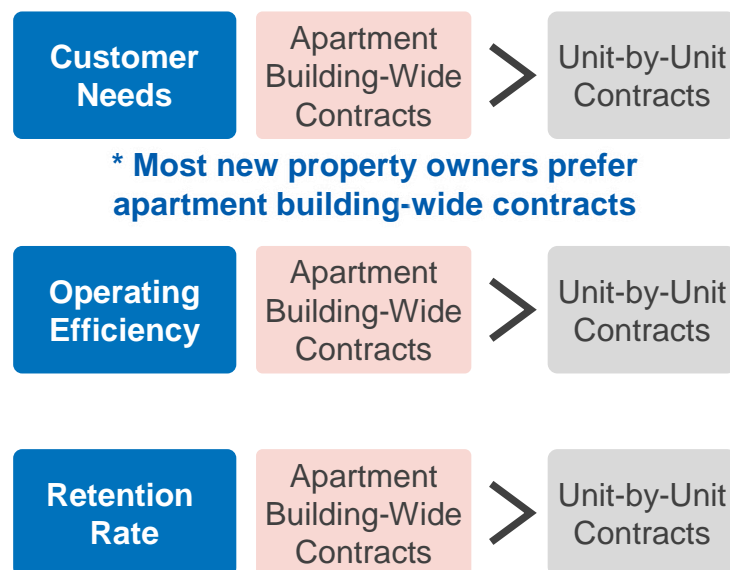 Customer
Needs
Apartment
Building-Wide
Contracts
>
Unit-by-Unit
Contracts
* Most new property owners prefer
apartment building-wide contracts
Operating
Efficiency
Apartment
Building-Wide
Contracts
>
Unit-by-Unit
Contracts
Retention
Rate
Apartment
Building-Wide
Contracts
>
Unit-by-Unit
Contracts